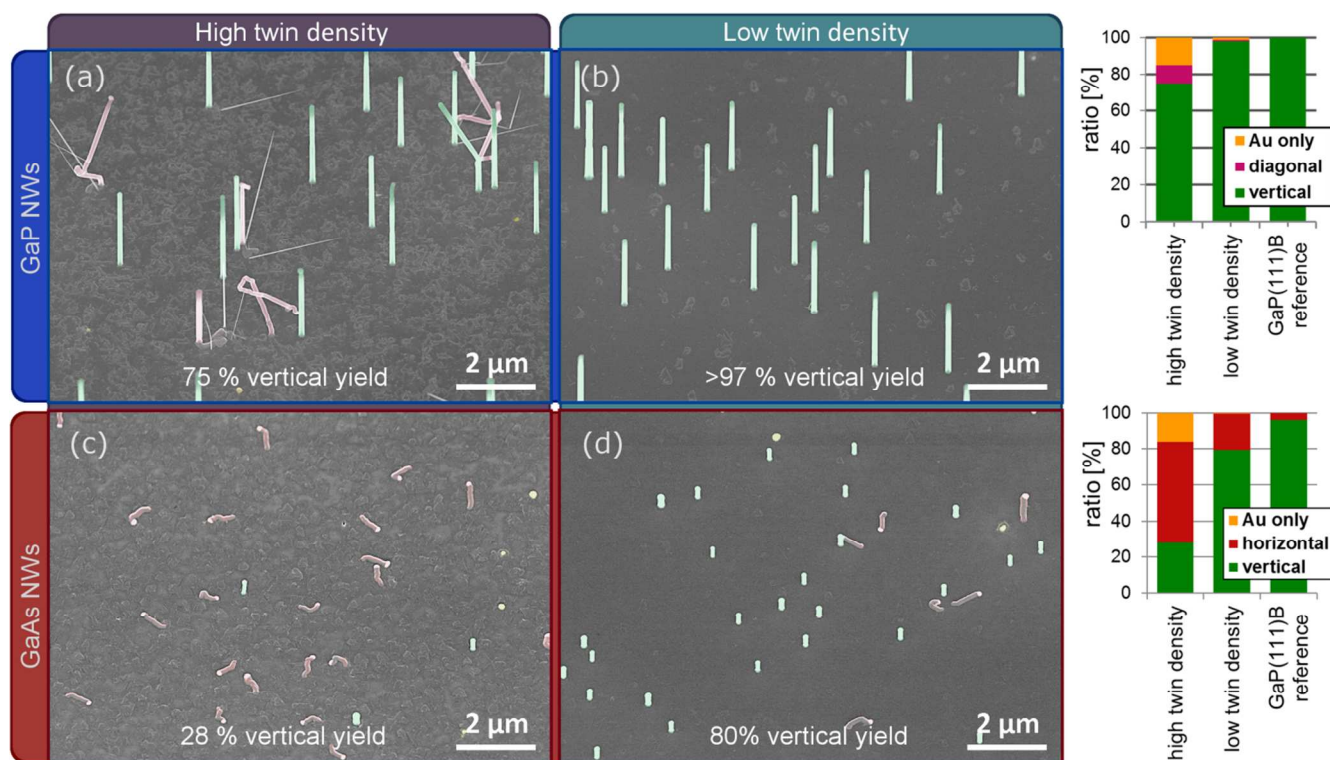 High twin density
Low twin density
GaP NWs
(a)
75 % vertical yield
2 μm
(b)
>97 % vertical yield
2 μm
ratio [%]
100
80
60
40
20
0
Au only
diagonal
vertical
high twin density
low twin density
GaP(111)B
reference
GaAs NWs
(c)
28 % vertical yield
2 μm
(d)
80% vertical yield
2 μm
ratio [%]
100
80
60
40
20
0
Au only
horizontal
vertical
high twin density
low twin density
GaP(111)B
reference